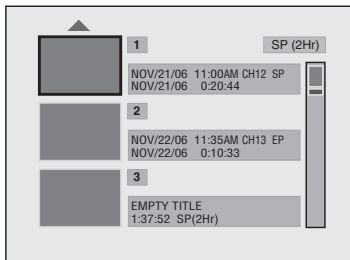 1
SP (2Hr)
NOV/21/06 11:00AM CH12 SP
NOV/21/06 0:20:44
2
NOV/22/06 11:35AM CH13 EP
NOV/22/06 0:10:33
3
EMPTY TITLE
1:37:52 SP(2Hr)